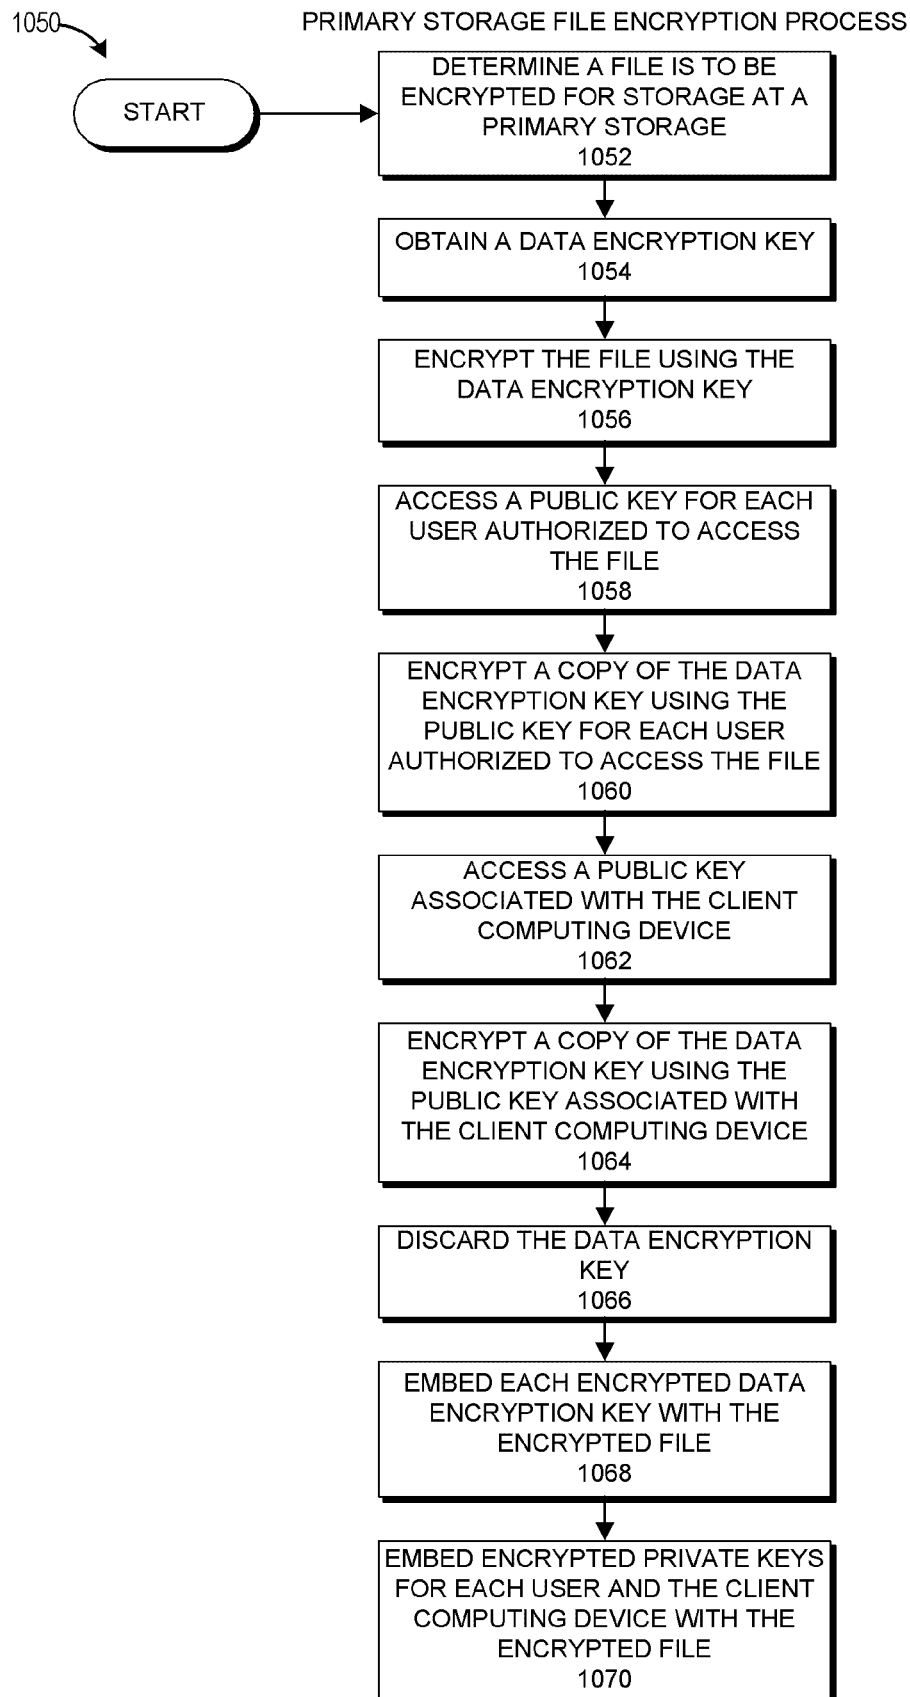 1050
PRIMARY STORAGE FILE ENCRYPTION PROCESS
START
DETERMINE A FILE IS TO BE
ENCRYPTED FOR STORAGE AT A
PRIMARY STORAGE
1052
OBTAIN A DATA ENCRYPTION KEY
1054
ENCRYPT THE FILE USING THE
DATA ENCRYPTION KEY
1056
ACCESS A PUBLIC KEY FOR EACH
USER AUTHORIZED TO ACCESS
THE FILE
1058
ENCRYPT A COPY OF THE DATA
ENCRYPTION KEY USING THE
PUBLIC KEY FOR EACH USER
AUTHORIZED TO ACCESS THE FILE
1060
ACCESS A PUBLIC KEY
ASSOCIATED WITH THE CLIENT
COMPUTING DEVICE
1062
ENCRYPT A COPY OF THE DATA
ENCRYPTION KEY USING THE
PUBLIC KEY ASSOCIATED WITH
THE CLIENT COMPUTING DEVICE
1064
DISCARD THE DATA ENCRYPTION
KEY
1066
EMBED EACH ENCRYPTED DATA
ENCRYPTION KEY WITH THE
ENCRYPTED FILE
1068
EMBED ENCRYPTED PRIVATE KEYS
FOR EACH USER AND THE CLIENT
COMPUTING DEVICE WITH THE
ENCRYPTED FILE
1070